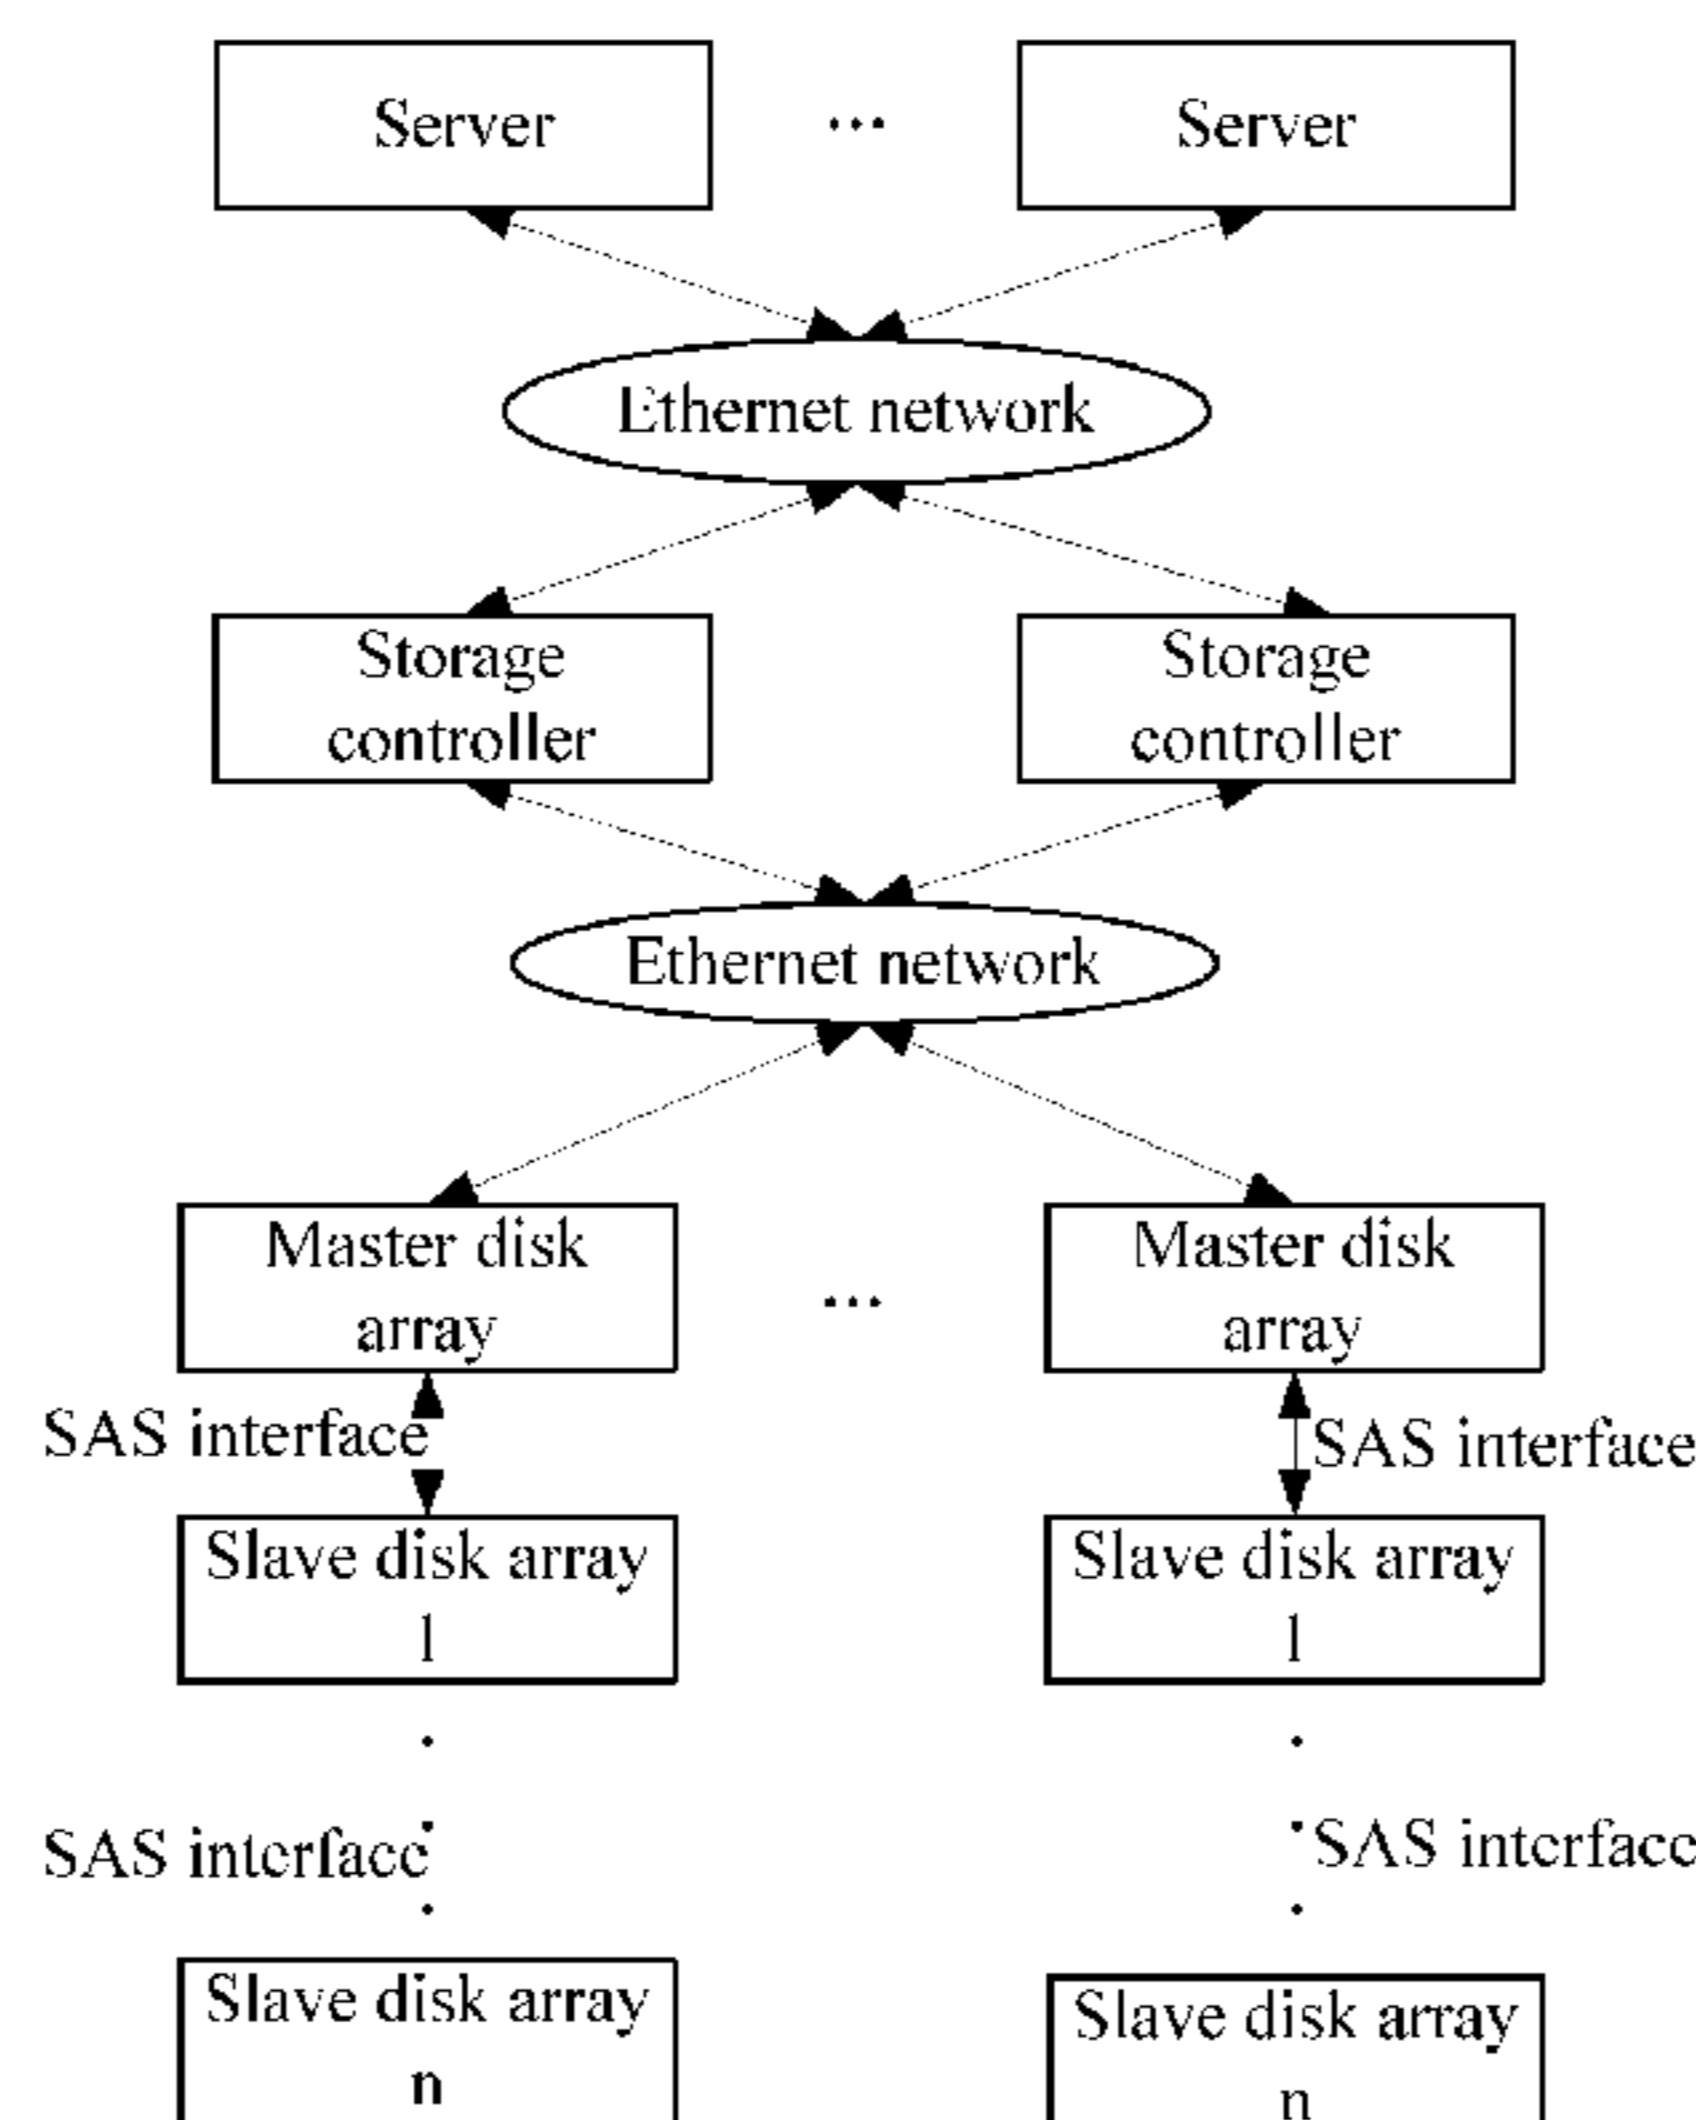 Server
...
Server
Ethernet network
Storage
controller
Storage
controller
Ethernet network
Master disk
array
...
Master disk
array
SAS interface
SAS interface
Slave disk array
1
Slave disk array
1
SAS interface
SAS interface
Slave disk array
n
Slave disk array
n